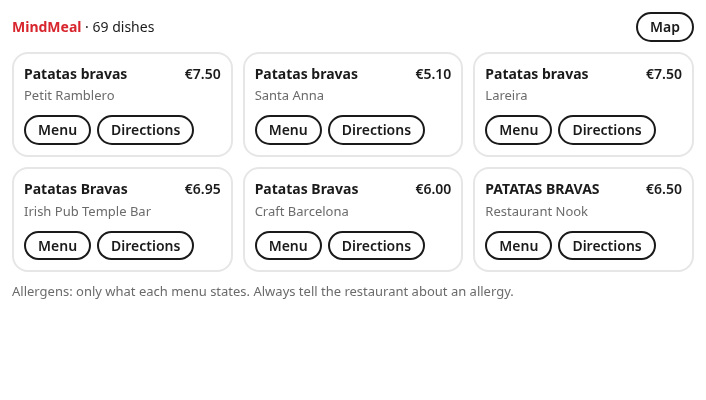 MindMeal · 69 dishes
Map
Patatas bravas €7.50
Petit Ramblero
Menu Directions
Patatas bravas €5.10
Santa Anna
Menu Directions
Patatas bravas €7.50
Lareira
Menu Directions
Patatas Bravas €6.95
Irish Pub Temple Bar
Menu Directions
Patatas Bravas €6.00
Craft Barcelona
Menu Directions
PATATAS BRAVAS €6.50
Restaurant Nook
Menu Directions
Allergens: only what each menu states. Always tell the restaurant about an allergy.